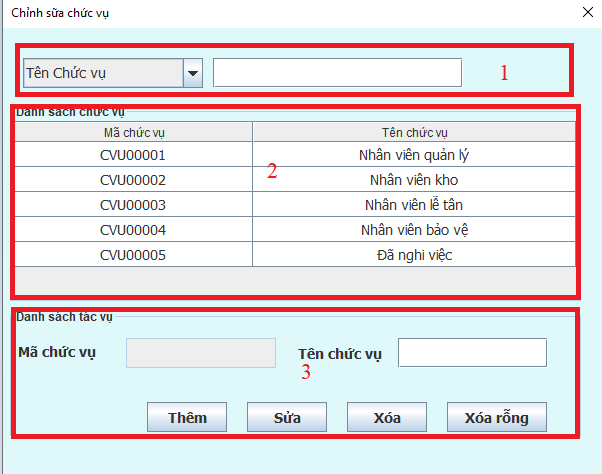 Chỉnh sửa chức vụ
Tên Chức vụ 1
Danh sách chức vụ
Mã chức vụ Tên chức vụ
CVU00001 Nhân viên quản lý
2
CVU00002 Nhân viên kho
CVU00003 Nhân viên lễ tân
CVU00004 Nhân viên bảo vệ
CVU00005 Đã nghi việc
Danh sách tác vụ
Mã chức vụ Tên chức vụ
3
Thêm Sửa Xóa Xóa rỗng